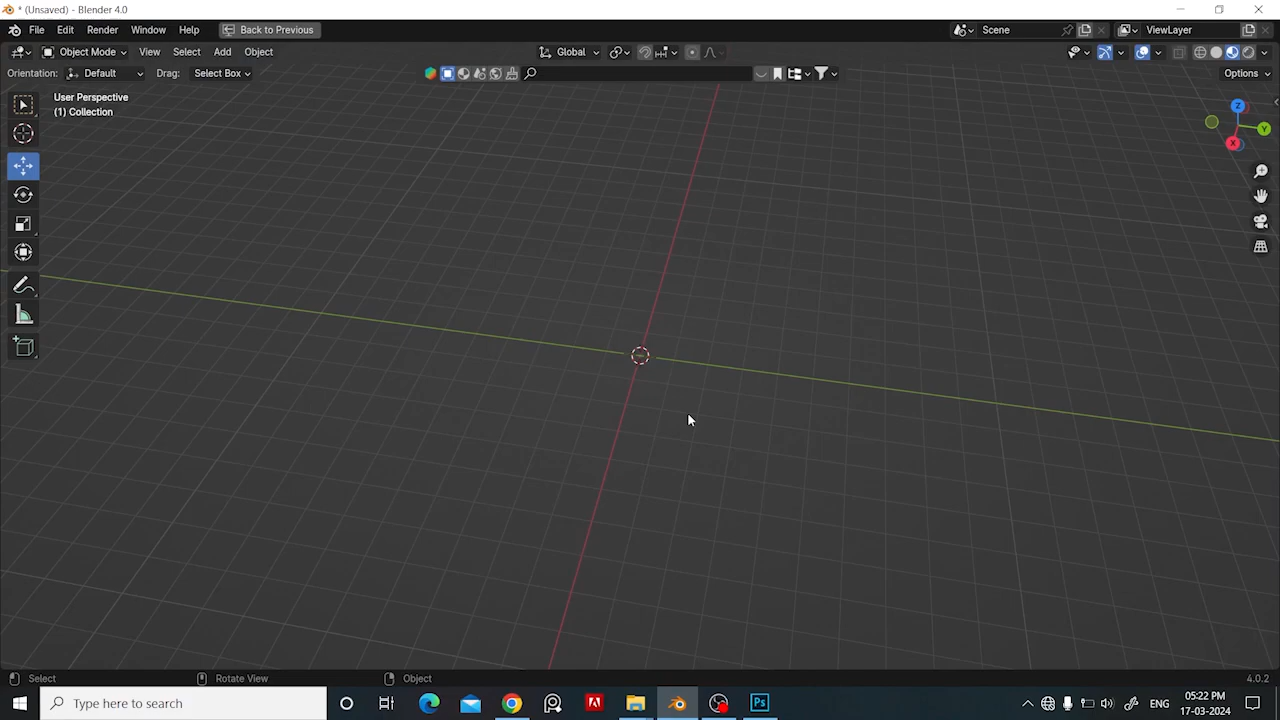 * (Unsaved) - Blender 4.0
File Edit Render Window Help Back to Previous Scene ViewLayer
Object Mode View Select Add Object Global
Orientation: Default Drag: Select Box Options
User Perspective
(1) Collection
Z
Y
X
Select Rotate View Object 4.0.2
Type here to search Ps ENG 05:22 PM
17-03-2024